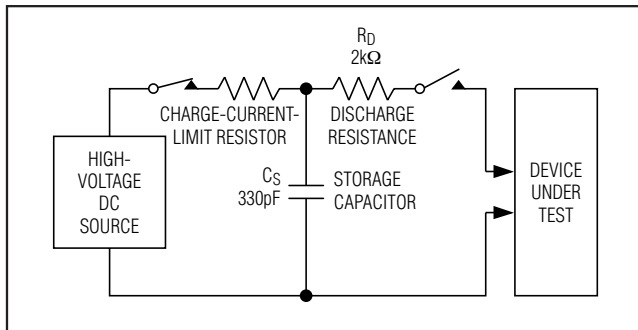 R_D
2kΩ
CHARGE-CURRENT-
LIMIT RESISTOR
DISCHARGE
RESISTANCE
HIGH-
VOLTAGE
DC
SOURCE
C_S
330pF
STORAGE
CAPACITOR
DEVICE
UNDER
TEST